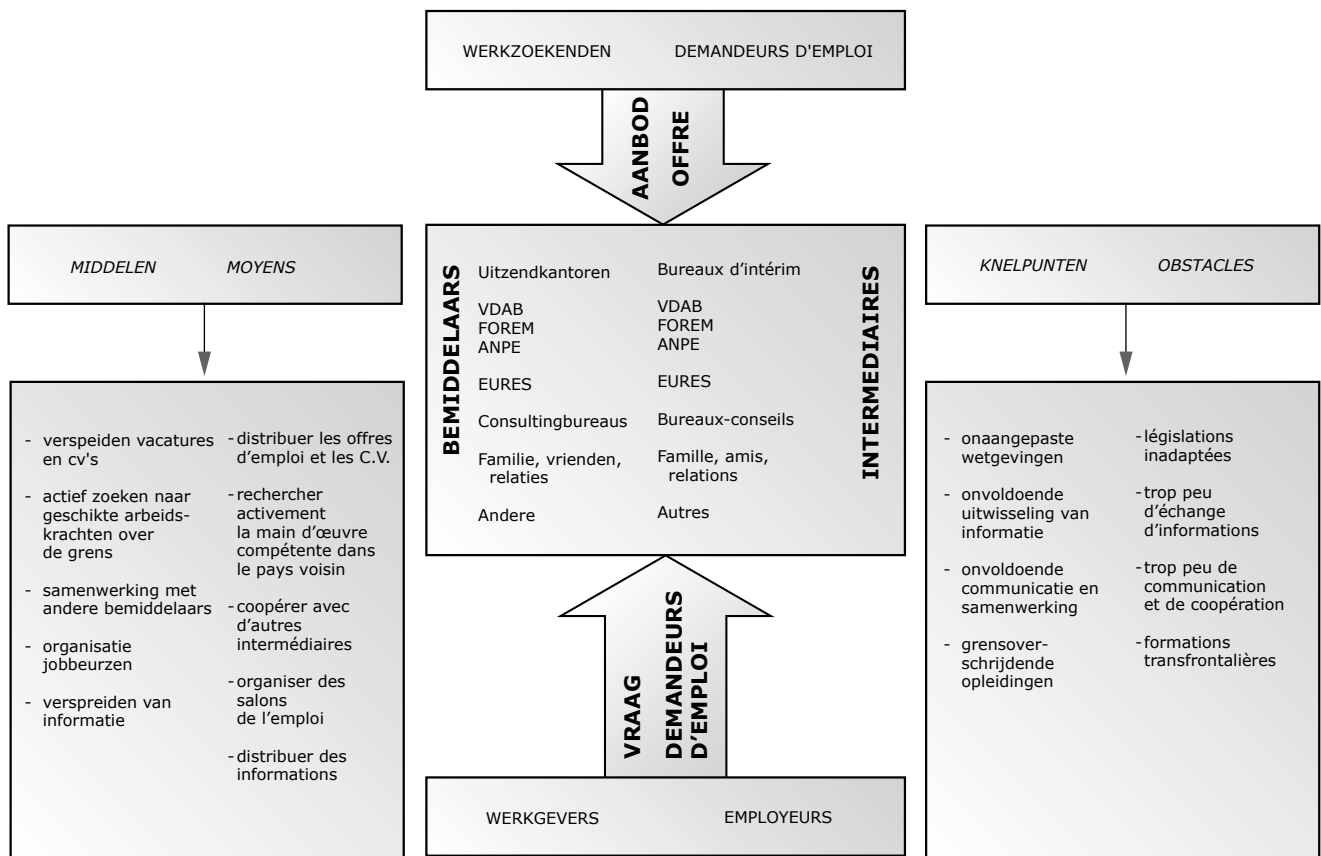 WERKZOEKENDEN DEMANDEURS D'EMPLOI
AANBOD
OFFRE
MIDDELEN MOYENS
- verspeiden vacatures
en cv's
- actief zoeken naar
geschikte arbeids-
krachten over
de grens
- samenwerking met
andere bemiddelaars
- organisatie
jobbeurzen
- verspreiden van
informatie
- distribuer les offres
d’emploi et les C.V.
- rechercher
activement
la main d’œuvre
compétente dans
le pays voisin
- coopérer avec
d’autres
intermédiaires
- organiser des
salons
de l’emploi
- distribuer des
informations
BEMIDDELAARS
Uitzendkantoren
VDAB
FOREM
ANPE
EURES
Consultingbureaus
Familie, vrienden,
relaties
Andere
Bureaux d’intérim
VDAB
FOREM
ANPE
EURES
Bureaux-conseils
Famille, amis,
relations
Autres
INTERMEDIAIRES
KNELPUNTEN OBSTACLES
- onaangepaste
wetgevingen
- onvoldoende
uitwisseling van
informatie
- onvoldoende
communicatie en
samenwerking
- grensover-
schrijdende
opleidingen
- législations
inadaptées
- trop peu
d’échange
d’informations
- trop peu de
communication
et de coopération
- formations
transfrontalières
VRAAG
DEMANDEURS
D’EMPLOI
WERKGEVERS EMPLOYEURS